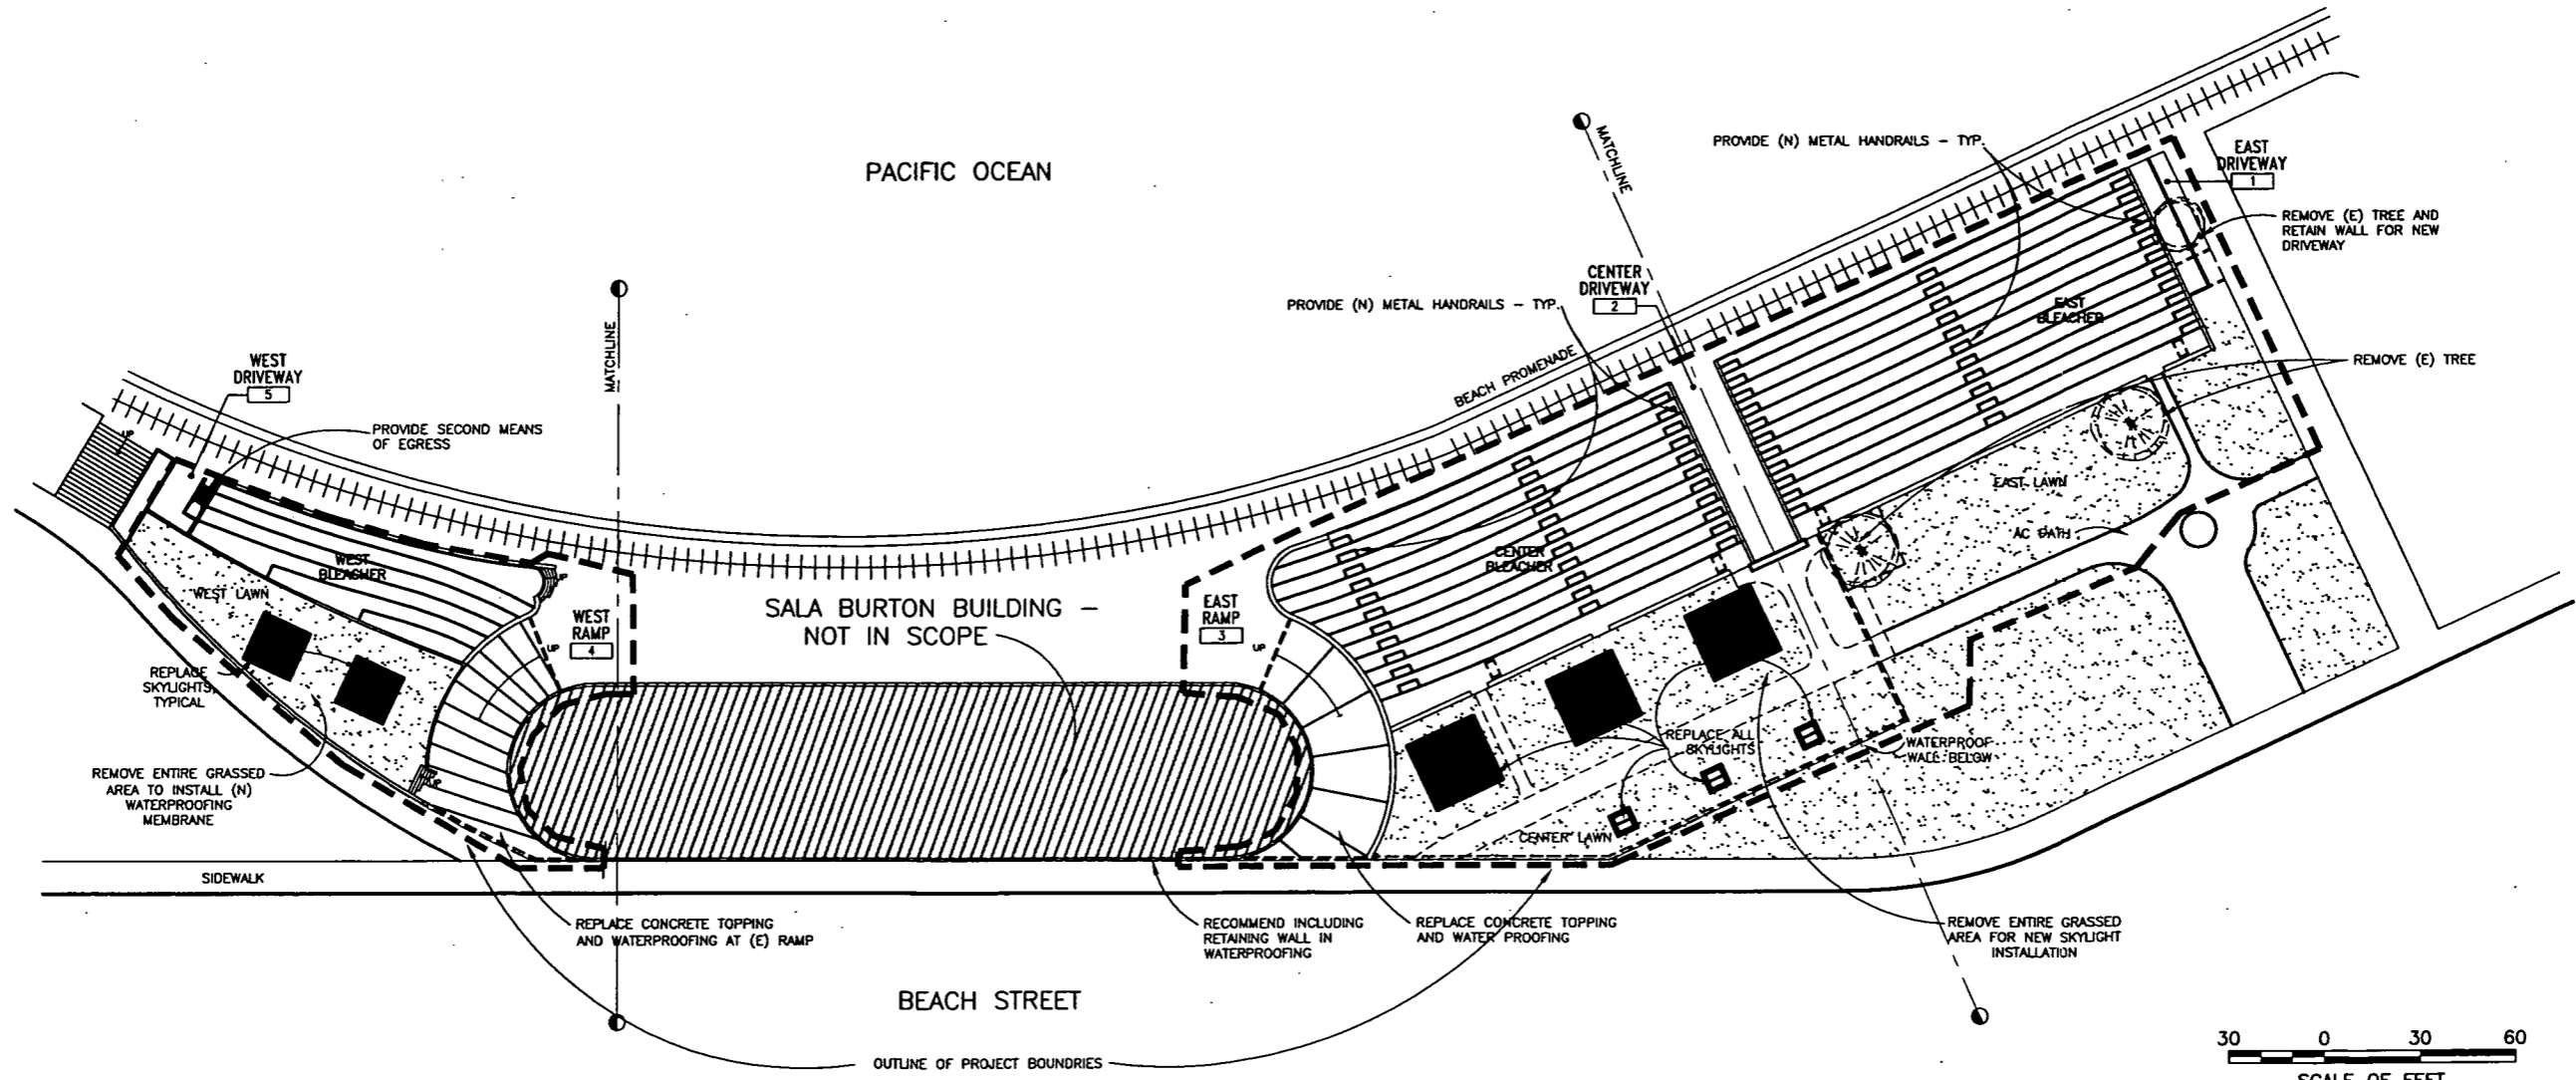 PACIFIC OCEAN
MATCHLINE
PROVIDE (N) METAL HANDRAILS - TYP.
EAST
DRIVEWAY
1
REMOVE (E) TREE AND
RETAIN WALL FOR NEW
DRIVEWAY
CENTER
DRIVEWAY
2
PROVIDE (N) METAL HANDRAILS - TYP.
EAST
BLEACHER
REMOVE (E) TREE
BEACH PROMENADE
MATCHLINE
WEST
DRIVEWAY
5
PROVIDE SECOND MEANS
OF EGRESS
UP
WEST
BLEACHER
WEST LAWN
UP
WEST
RAMP
4
UP
SALA BURTON BUILDING -
NOT IN SCOPE
EAST
RAMP
3
UP
CENTER
BLEACHER
EAST LAWN
AC PATH
REPLACE
SKYLIGHTS,
TYPICAL
REMOVE ENTIRE GRASSED
AREA TO INSTALL (N)
WATERPROOFING
MEMBRANE
UP
REPLACE ALL
SKYLIGHTS
WATERPROOF
WALL BELOW
CENTER LAWN
SIDEWALK
REPLACE CONCRETE TOPPING
AND WATERPROOFING AT (E) RAMP
RECOMMEND INCLUDING
RETAINING WALL IN
WATERPROOFING
REPLACE CONCRETE TOPPING
AND WATER PROOFING
REMOVE ENTIRE GRASSED
AREA FOR NEW SKYLIGHT
INSTALLATION
BEACH STREET
OUTLINE OF PROJECT BOUNDRIES
30 0 30 60
SCALE OF FEET